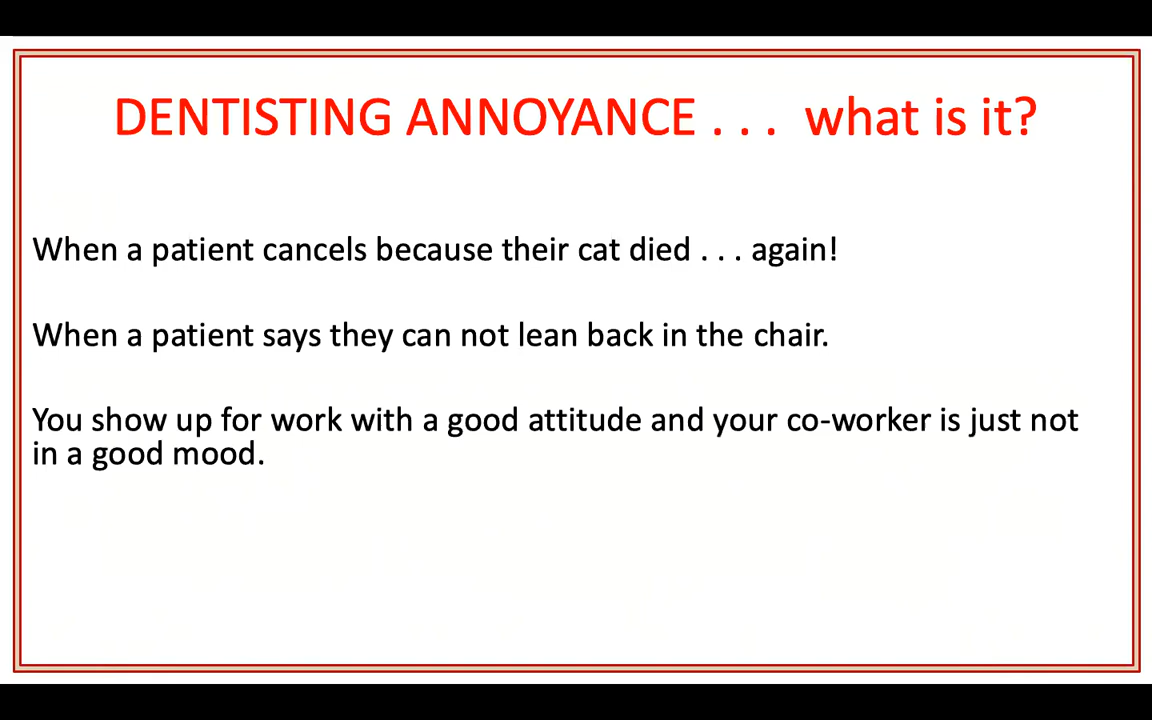 DENTISTING ANNOYANCE . . .  what is it?
When a patient cancels because their cat died . . . again!
When a patient says they can not lean back in the chair.
You show up for work with a good attitude and your co-worker is just not
in a good mood.